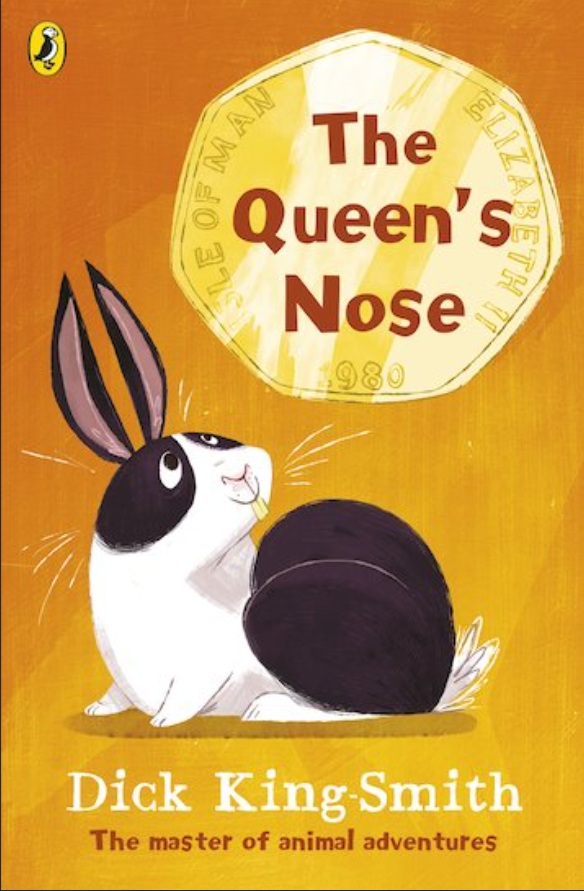 ISLE OF MAN
ELIZABETH II
The
Queen's
Nose
1980
Dick King-Smith
The master of animal adventures